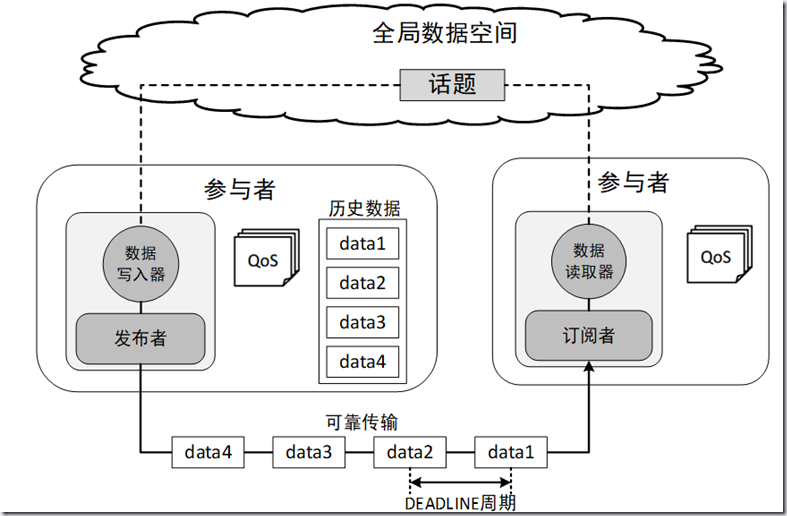 全局数据空间
话题
参与者
数据
写入器
发布者
QoS
历史数据
data1
data2
data3
data4
参与者
数据
读取器
订阅者
QoS
可靠传输
data4
data3
data2
data1
DEADLINE周期